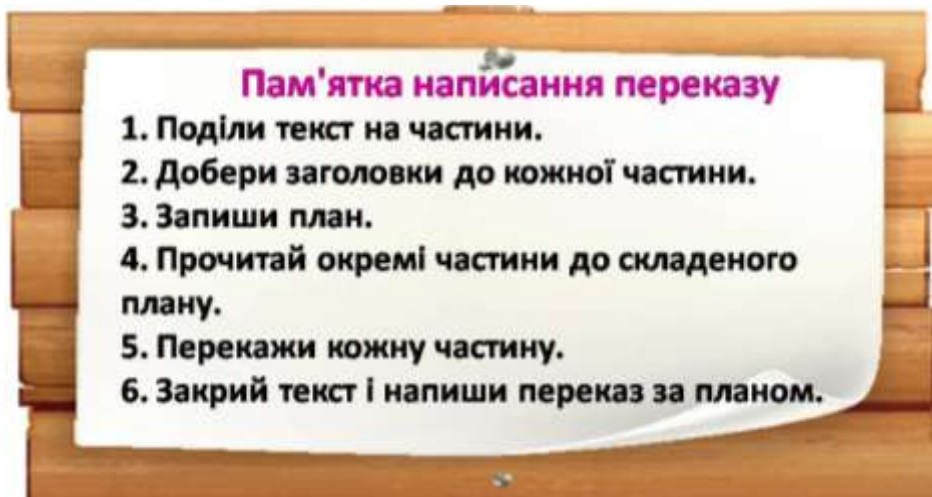 Пам'ятка написання переказу
1. Поділи текст на частини.
2. Добери заголовки до кожної частини.
3. Запиши план.
4. Прочитай окремі частини до складеного
плану.
5. Перекажи кожну частину.
6. Закрий текст і напиши переказ за планом.